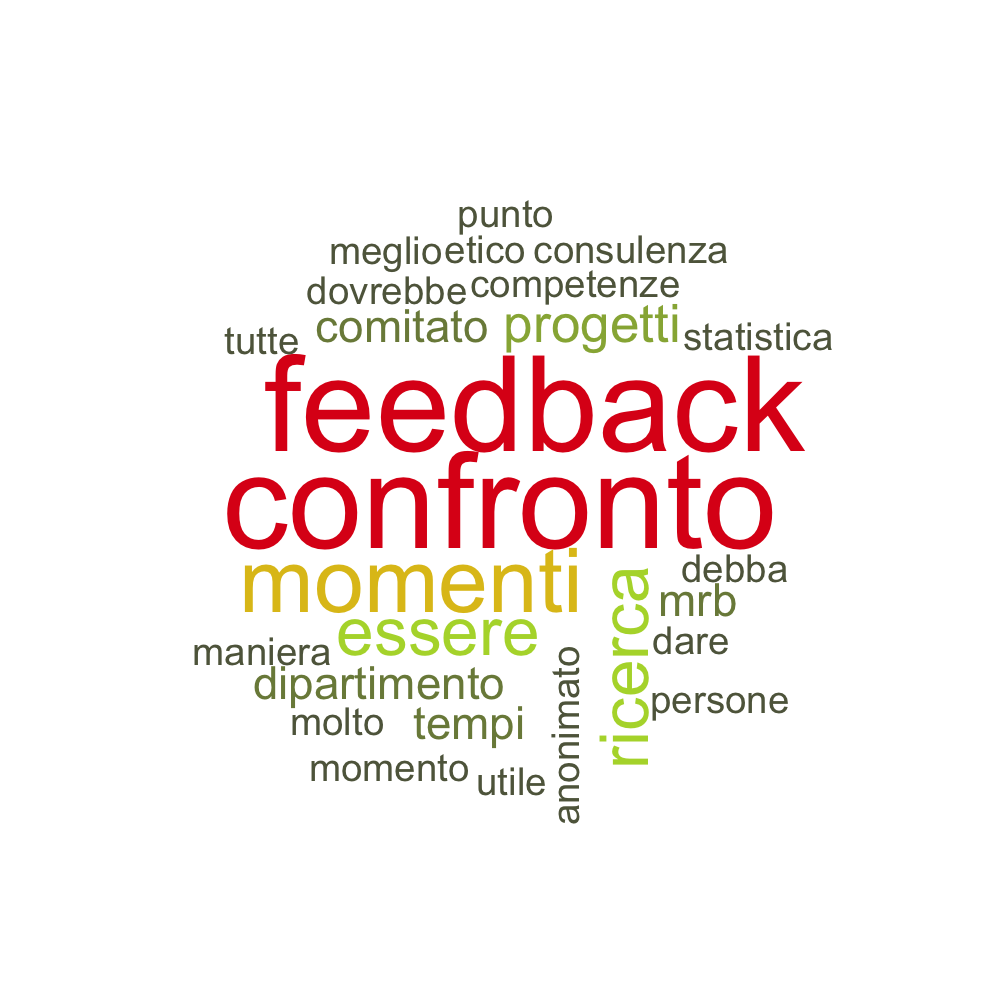 punto
meglio etico consulenza
dovrebbe competenze
comitato progetti statistica
tutte
feedback
confronto
momenti
debba
mrb
essere
ricerca
dare
maniera
anonimato
dipartimento
persone
molto tempi
momento utile